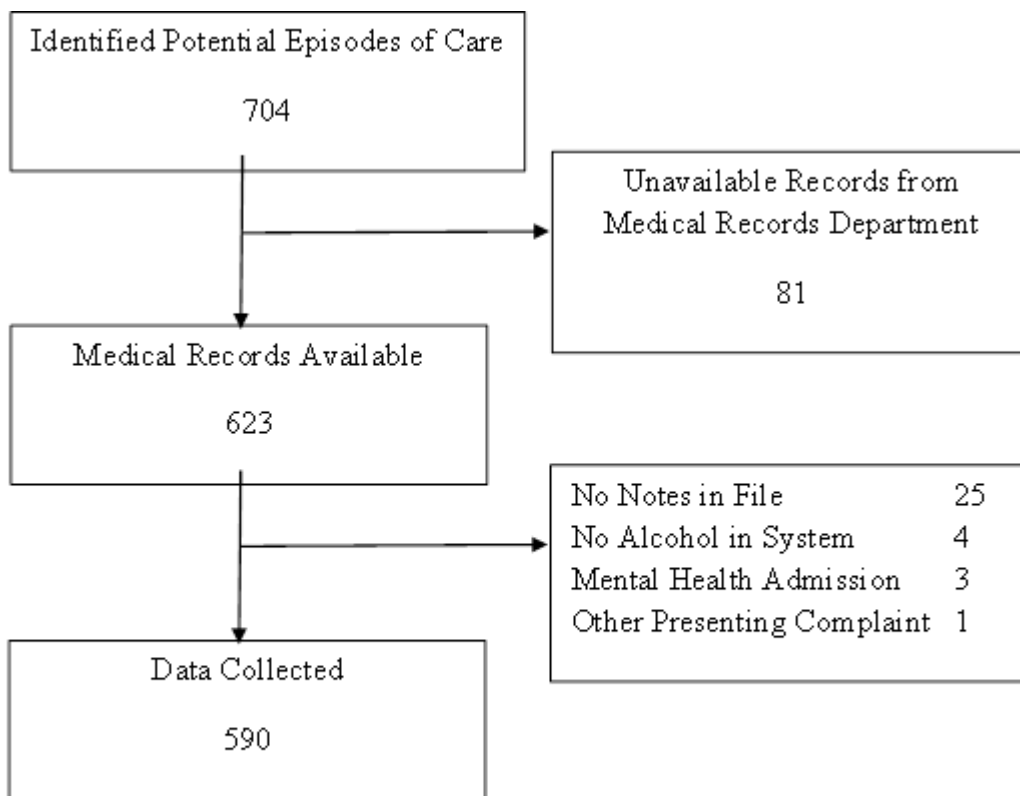 Identified Potential Episodes of Care
704
Unavailable Records from
Medical Records Department
81
Medical Records Available
623
No Notes in File 25
No Alcohol in System 4
Mental Health Admission 3
Other Presenting Complaint 1
Data Collected
590